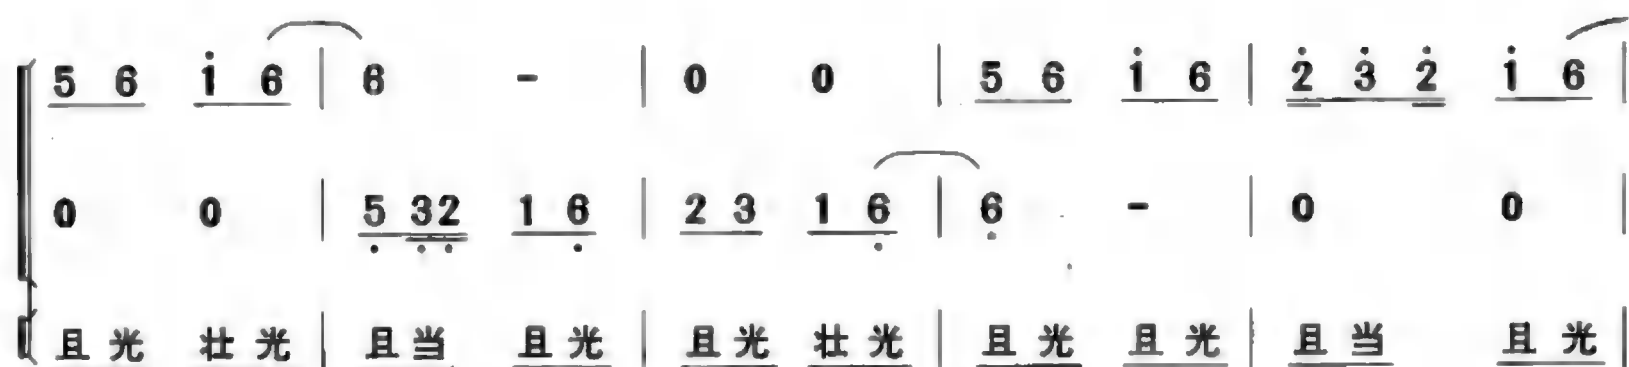 5 6 i 6 | 6 - | 0 0 | 5 6 i 6 | 2 3 2 i 6 |
0 0 | 5 32 1 6 | 2 3 1 6 | 6 - | 0 0 |
且光 壮光 | 且当 且光 | 且光 壮光 | 且光 且光 | 且当 且光 |